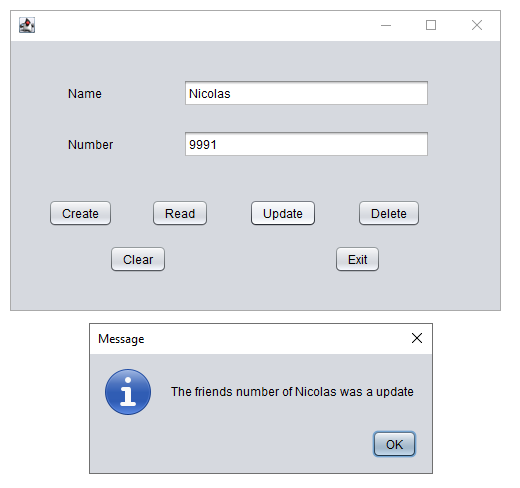 Name
Nicolas
Number
9991
Create Read Update Delete
Clear Exit
Message
The friends number of Nicolas was a update
OK